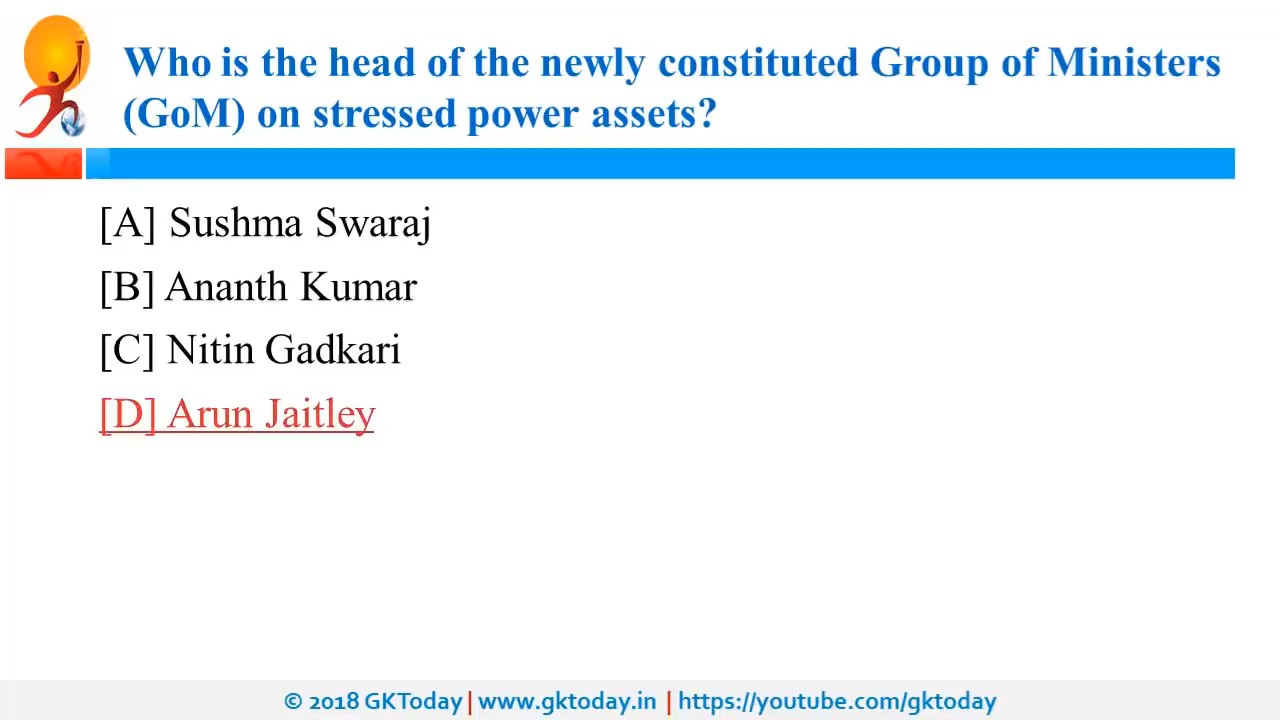 Who is the head of the newly constituted Group of Ministers
(GoM) on stressed power assets?
[A] Sushma Swaraj
[B] Ananth Kumar
[C] Nitin Gadkari
[D] Arun Jaitley
© 2018 GKToday | www.gktoday.in | https://youtube.com/gktoday